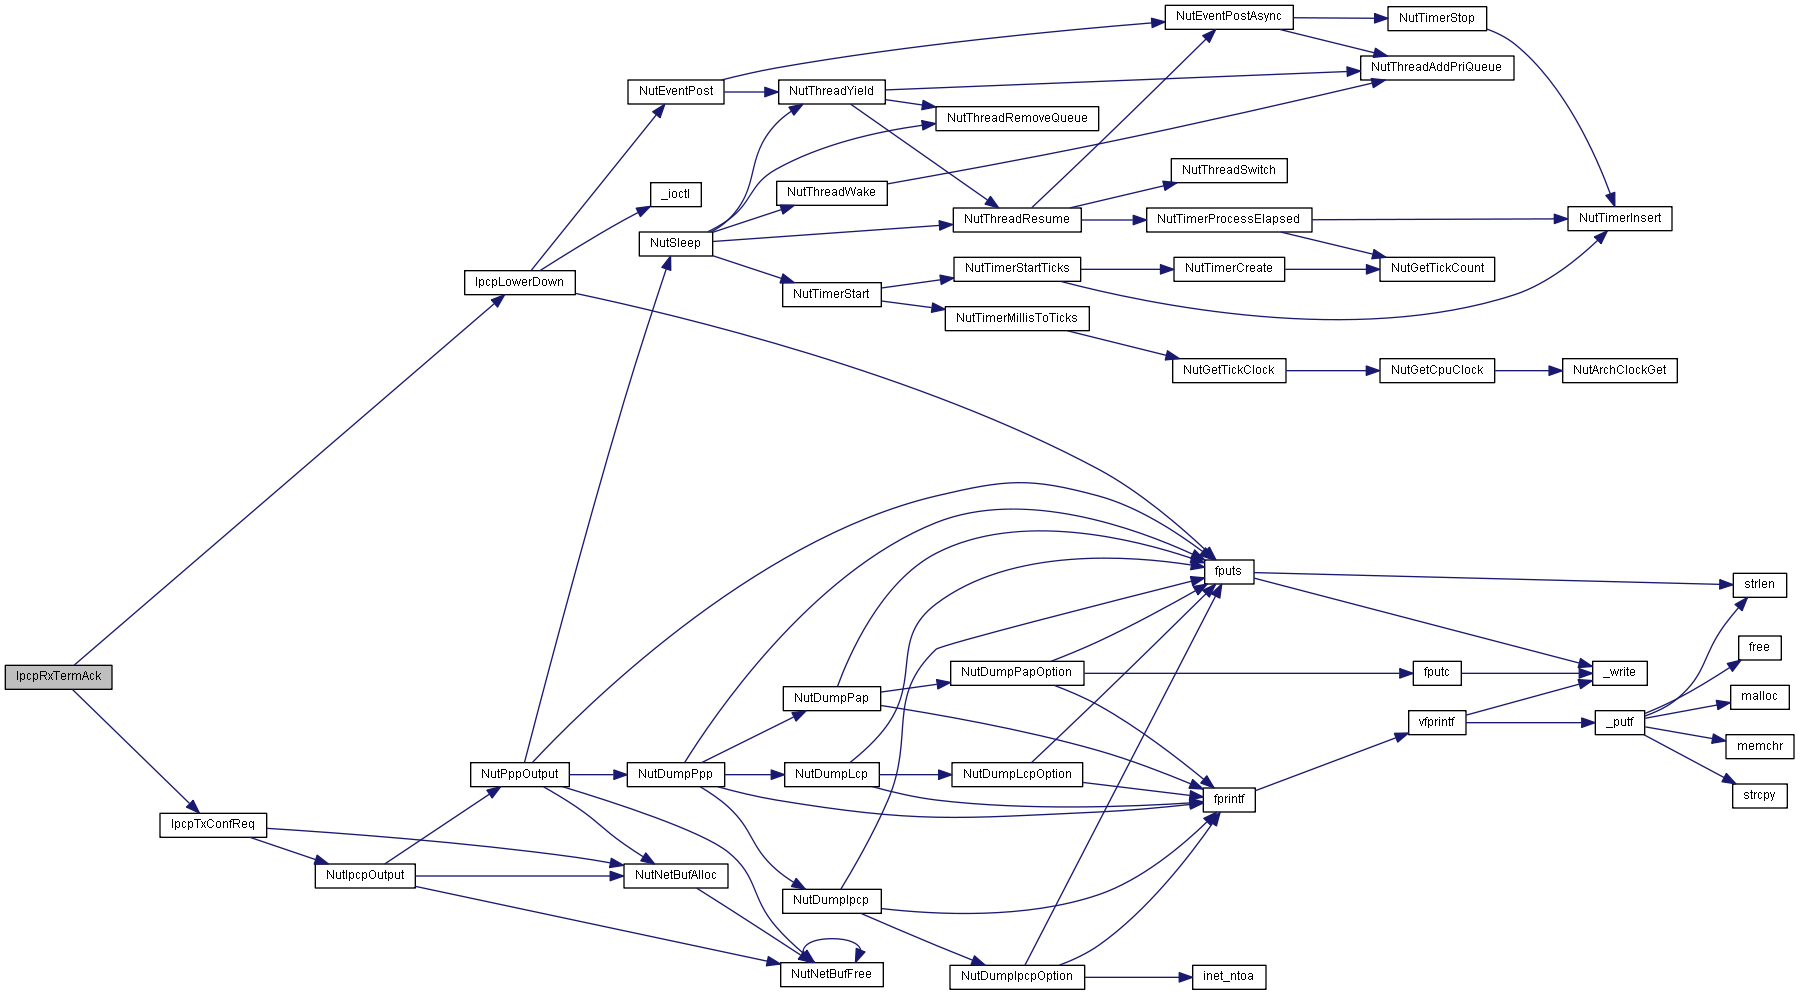 NutEventPostAsync
NutTimerStop
NutThreadAddPriQueue
NutEventPost
NutThreadYield
NutThreadRemoveQueue
NutThreadSwitch
_ioctl
NutThreadWake
NutThreadResume
NutTimerProcessElapsed
NutTimerInsert
NutSleep
IpcpLowerDown
NutTimerStart
NutTimerStartTicks
NutTimerCreate
NutGetTickCount
NutTimerMillisToTicks
NutGetTickClock
NutGetCpuClock
NutArchClockGet
fputs
strlen
free
IpcpRxTermAck
NutDumpPapOption
fputc
_write
NutDumpPap
malloc
vfprintf
_putf
memchr
NutPppOutput
NutDumpPpp
NutDumpLcp
NutDumpLcpOption
fprintf
strcpy
IpcpTxConfReq
NutIpcpOutput
NutNetBufAlloc
NutDumpIpcp
NutNetBufFree
NutDumpIpcpOption
inet_ntoa